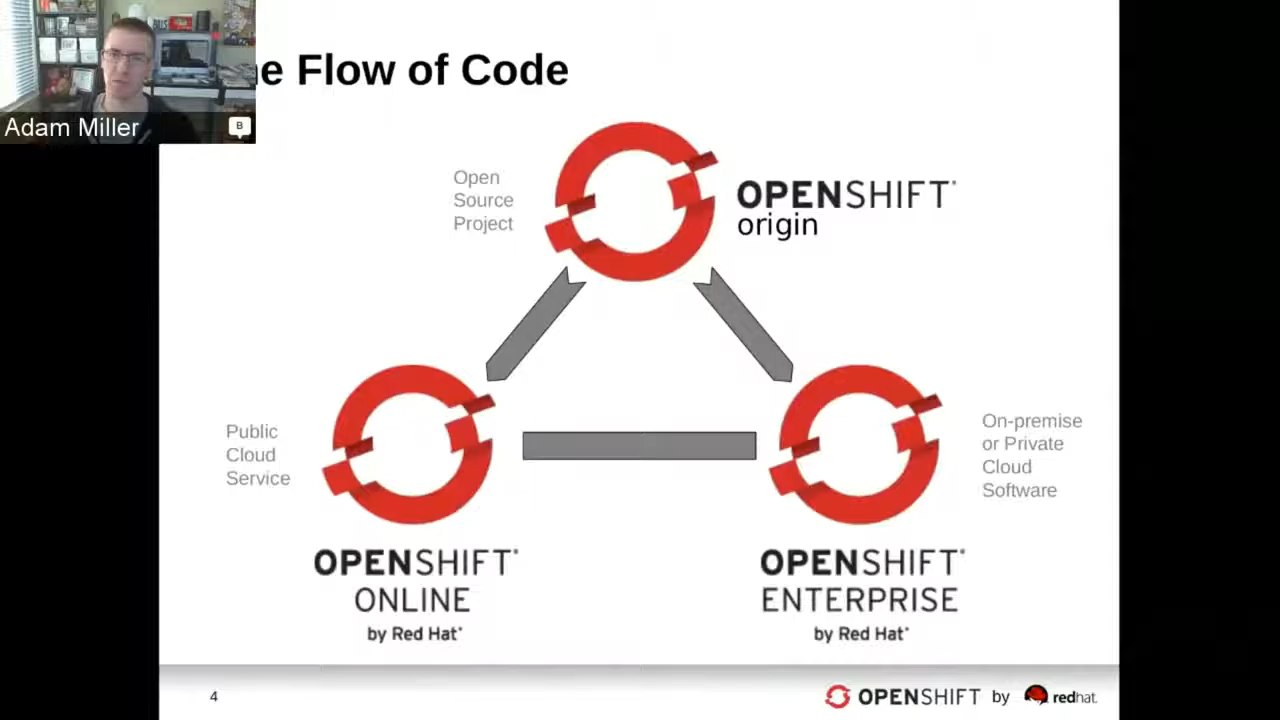 e Flow of Code
Adam Miller
B
Open
Source
Project
OPENSHIFT
origin
Public
Cloud
Service
On-premise
or Private
Cloud
Software
OPENSHIFT
ONLINE
by Red Hat
OPENSHIFT
ENTERPRISE
by Red Hat
4
OPENSHIFT by redhat.